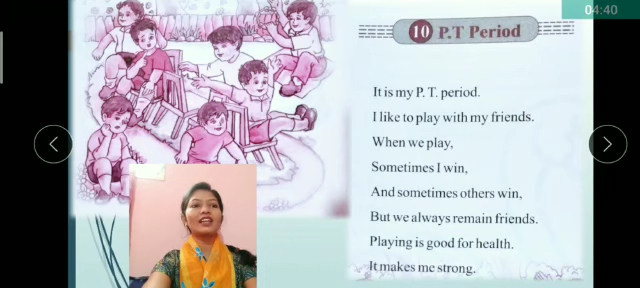 04:40
10 P.T Period
It is my P. T. period.
I like to play with my friends.
When we play,
Sometimes I win,
And sometimes others win,
But we always remain friends.
Playing is good for health.
It makes me strong.